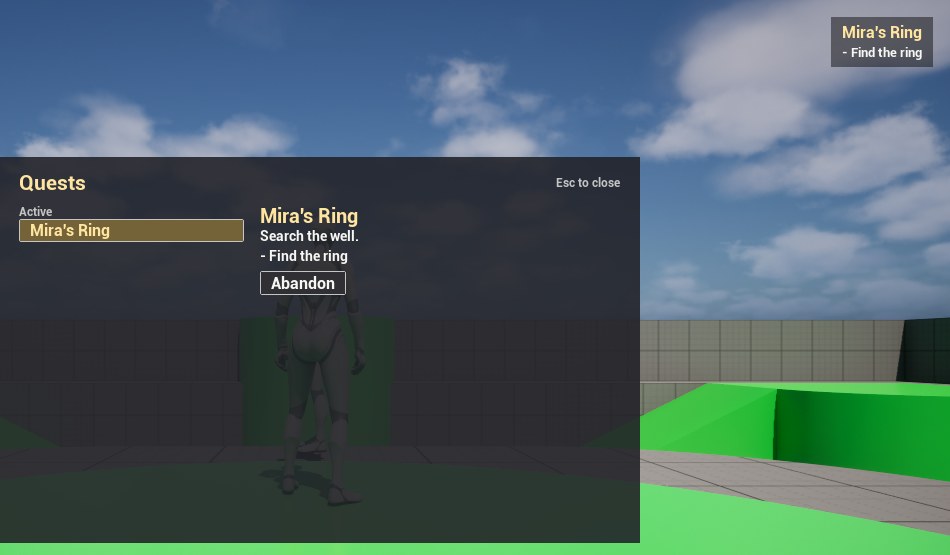 Mira's Ring
- Find the ring
Quests
Esc to close
Active
Mira's Ring
Mira's Ring
Search the well.
- Find the ring
Abandon